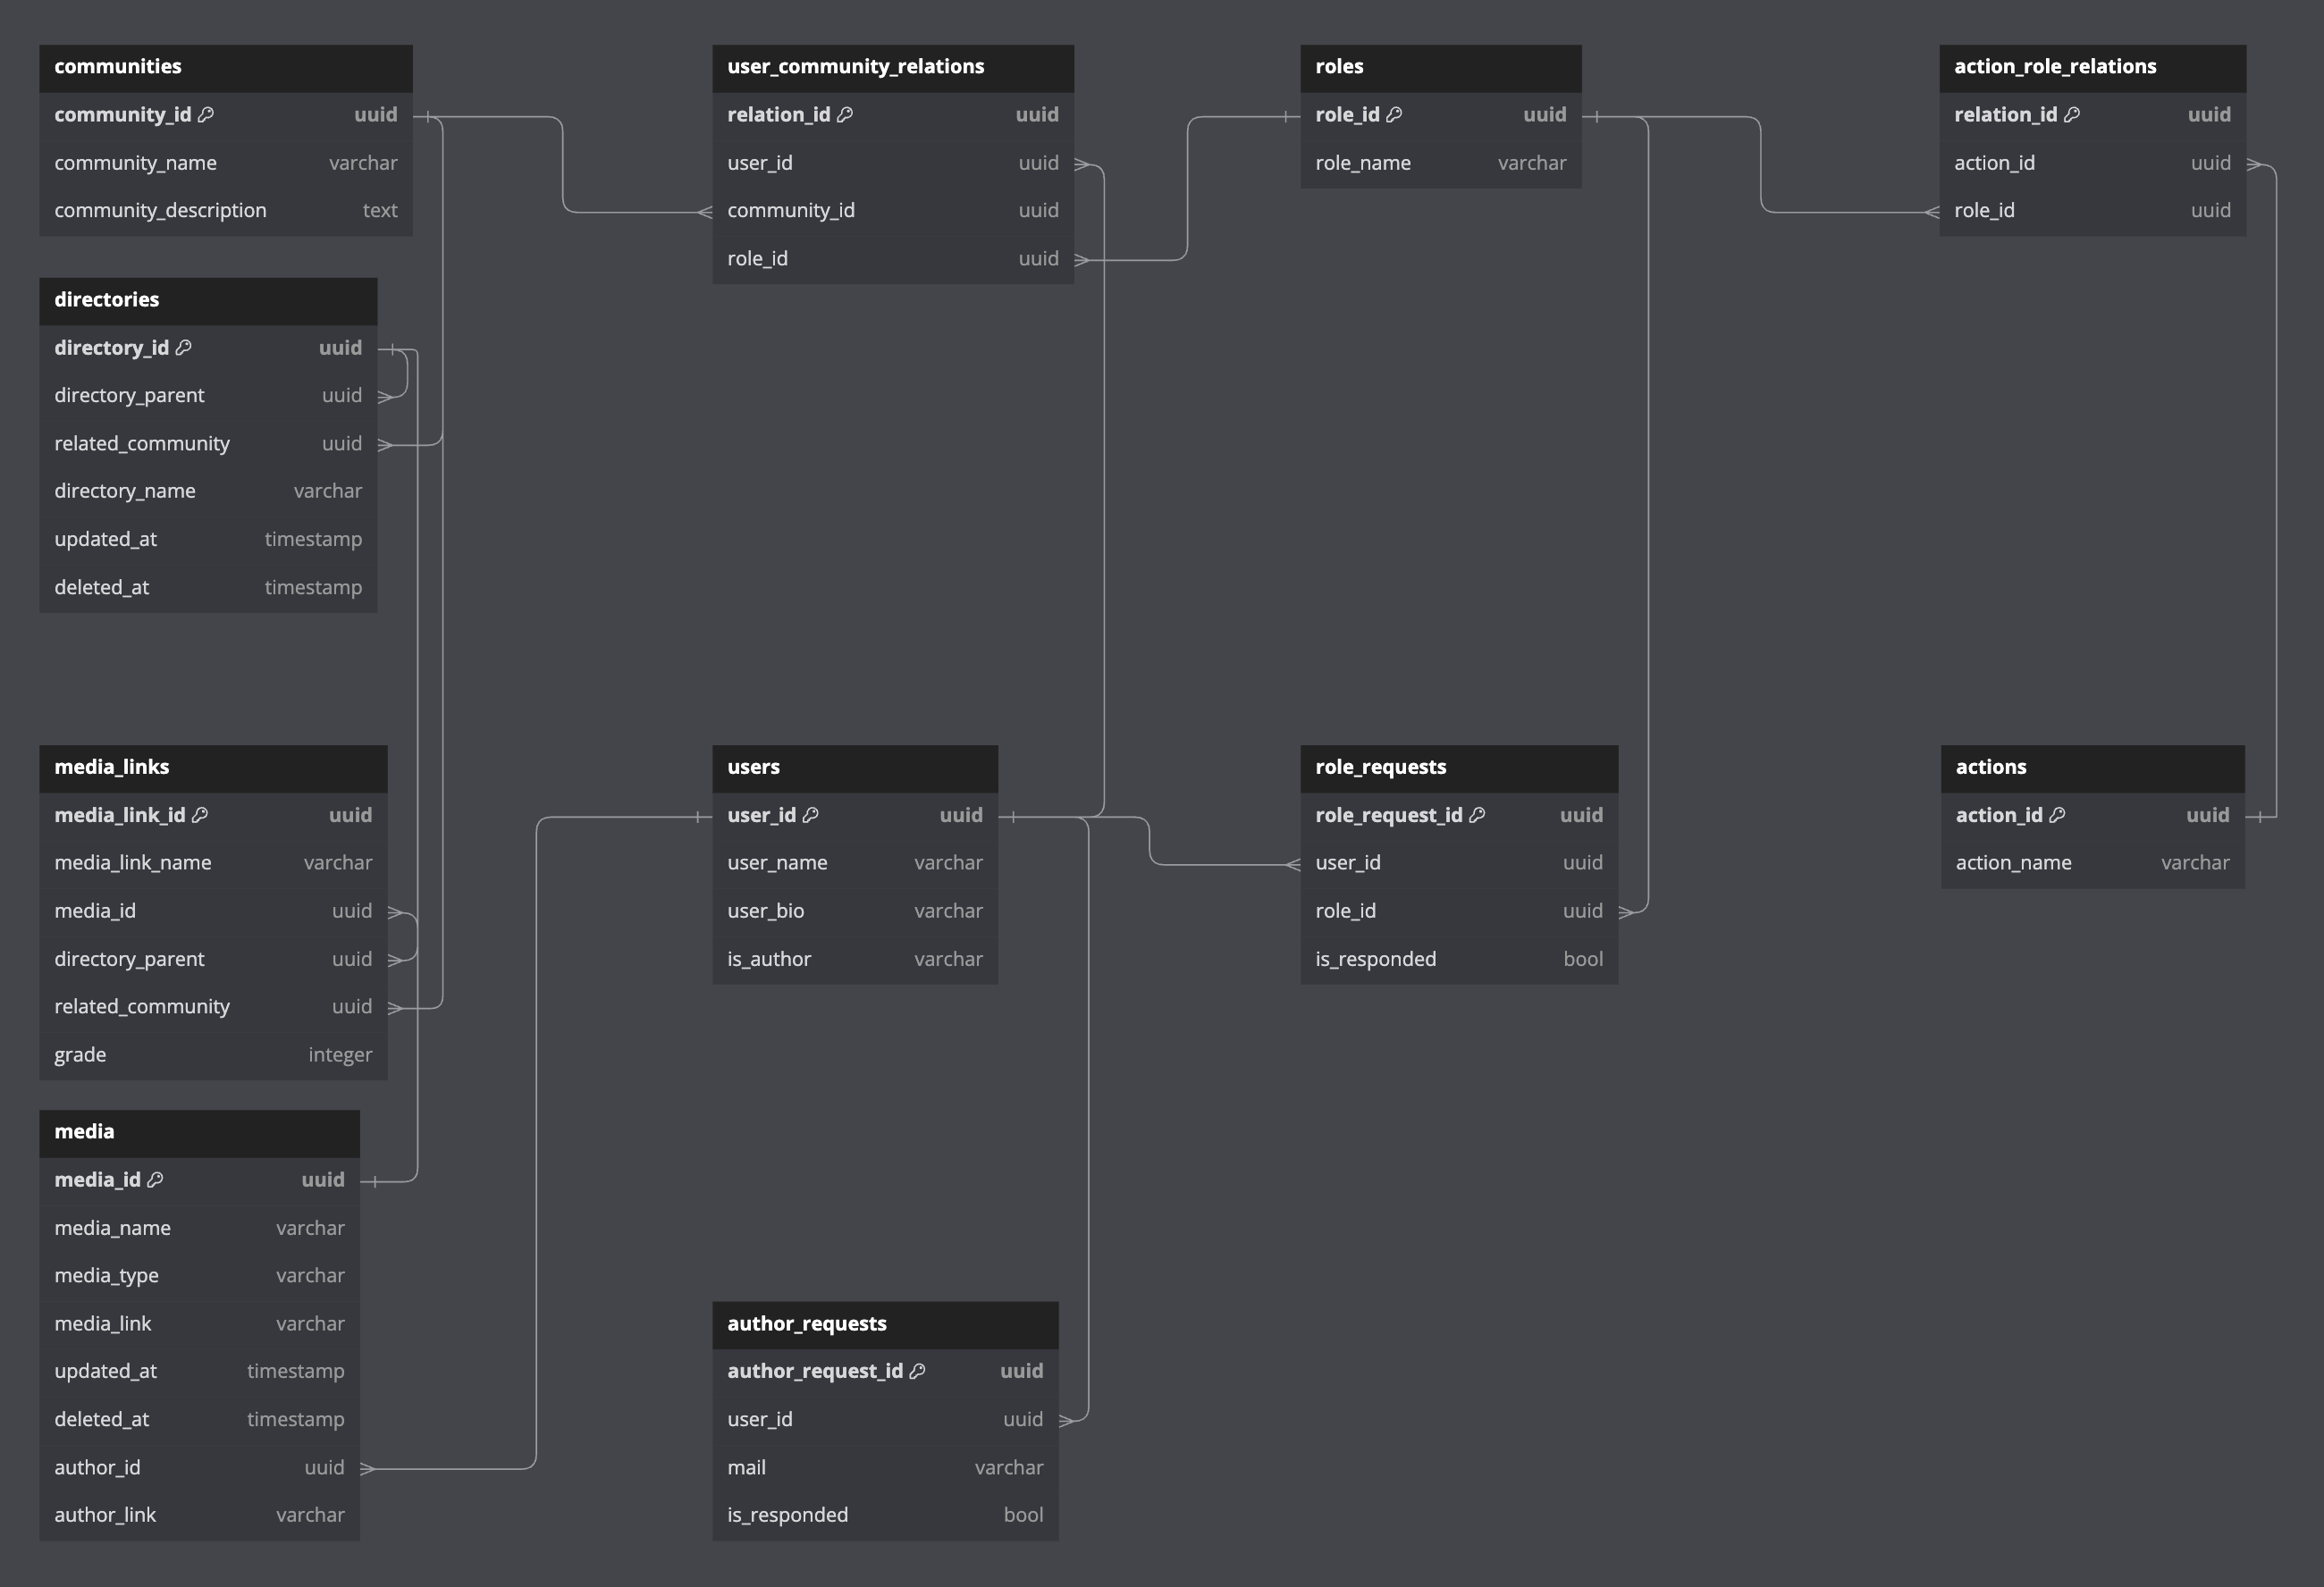 communities
community_id uuid
community_name varchar
community_description text
user_community_relations
relation_id uuid
user_id uuid
community_id uuid
role_id uuid
roles
role_id uuid
role_name varchar
action_role_relations
relation_id uuid
action_id uuid
role_id uuid
directories
directory_id uuid
directory_parent uuid
related_community uuid
directory_name varchar
updated_at timestamp
deleted_at timestamp
media_links
media_link_id uuid
media_link_name varchar
media_id uuid
directory_parent uuid
related_community uuid
grade integer
users
user_id uuid
user_name varchar
user_bio varchar
is_author varchar
role_requests
role_request_id uuid
user_id uuid
role_id uuid
is_responded bool
actions
action_id uuid
action_name varchar
media
media_id uuid
media_name varchar
media_type varchar
media_link varchar
updated_at timestamp
deleted_at timestamp
author_id uuid
author_link varchar
author_requests
author_request_id uuid
user_id uuid
mail varchar
is_responded bool